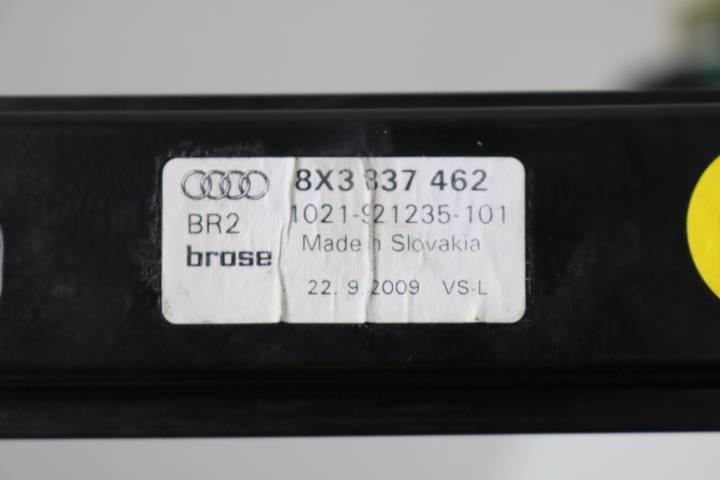 8X3 837 462
BR2
1021-921235-101
brose
Made in Slovakia
22. 9. 2009 VS-L